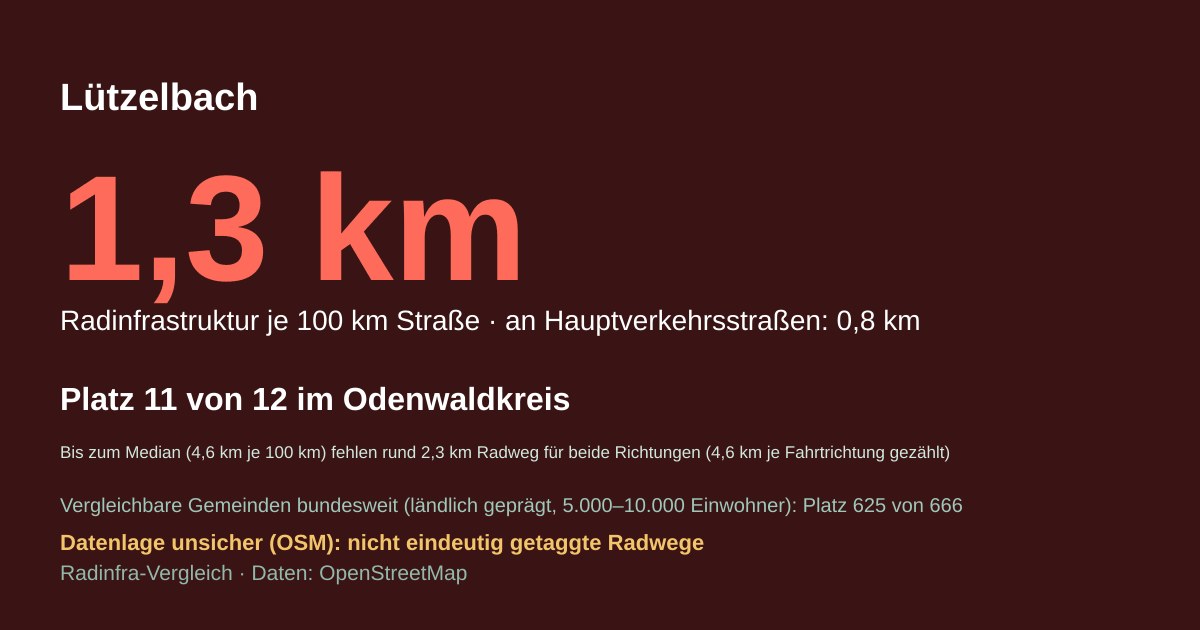 Lützelbach
1,3 km
Radinfrastruktur je 100 km Straße · an Hauptverkehrsstraßen: 0,8 km
Platz 11 von 12 im Odenwaldkreis
Bis zum Median (4,6 km je 100 km) fehlen rund 2,3 km Radweg für beide Richtungen (4,6 km je Fahrtrichtung gezählt)
Vergleichbare Gemeinden bundesweit (ländlich geprägt, 5.000–10.000 Einwohner): Platz 625 von 666
Datenlage unsicher (OSM): nicht eindeutig getaggte Radwege
Radinfra-Vergleich · Daten: OpenStreetMap